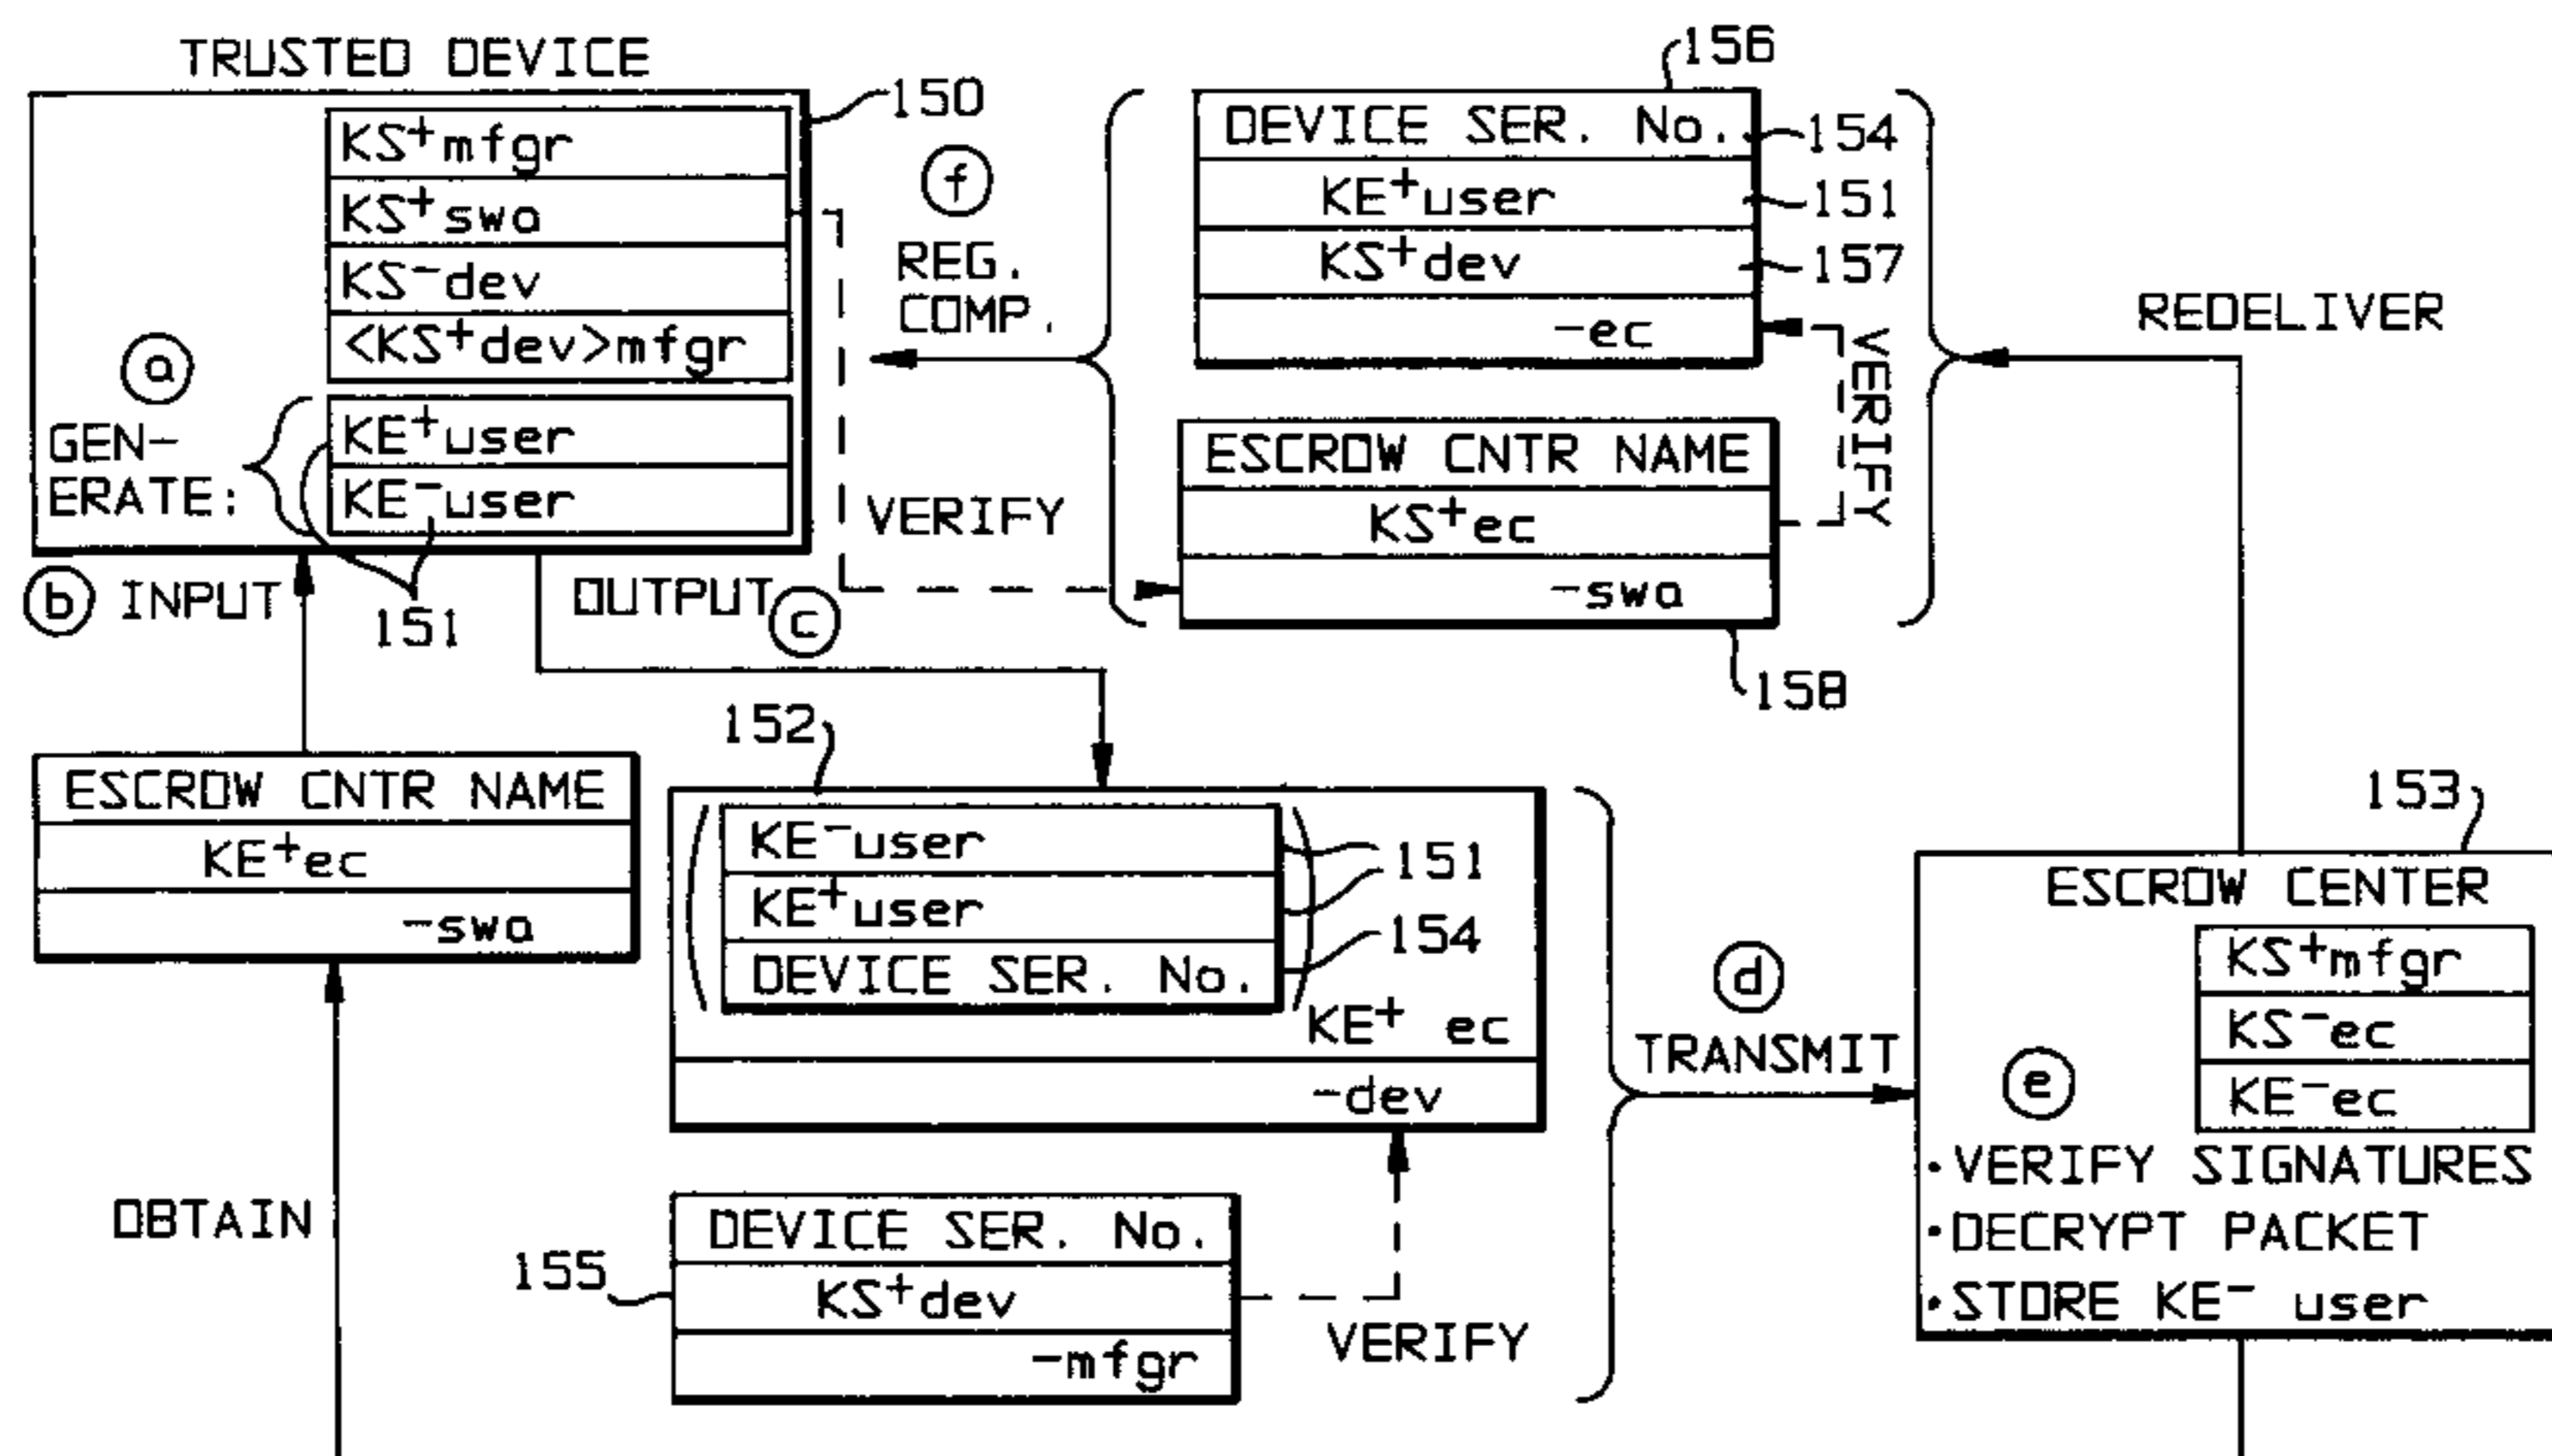 TRUSTED DEVICE
150
KS+mfgr
KS+swa
KS-dev
<KS+dev>mfgr
a
GEN-
ERATE:
KE+user
KE-user
151
b INPUT
OUTPUT
c
f
REG.
COMP.
VERIFY
156
DEVICE SER. No.
154
KE+user
151
KS+dev
157
-ec
VERIFY
ESCROW CNTR NAME
KS+ec
-swa
158
REDELIVER
ESCROW CNTR NAME
KE+ec
-swa
OBTAIN
152
KE-user
KE+user
151
DEVICE SER. No.
154
KE+ ec
-dev
155
DEVICE SER. No.
KS+dev
-mfgr
VERIFY
d
TRANSMIT
153
ESCROW CENTER
KS+mfgr
KS-ec
KE-ec
e
•VERIFY SIGNATURES
•DECRYPT PACKET
•STORE KE- user